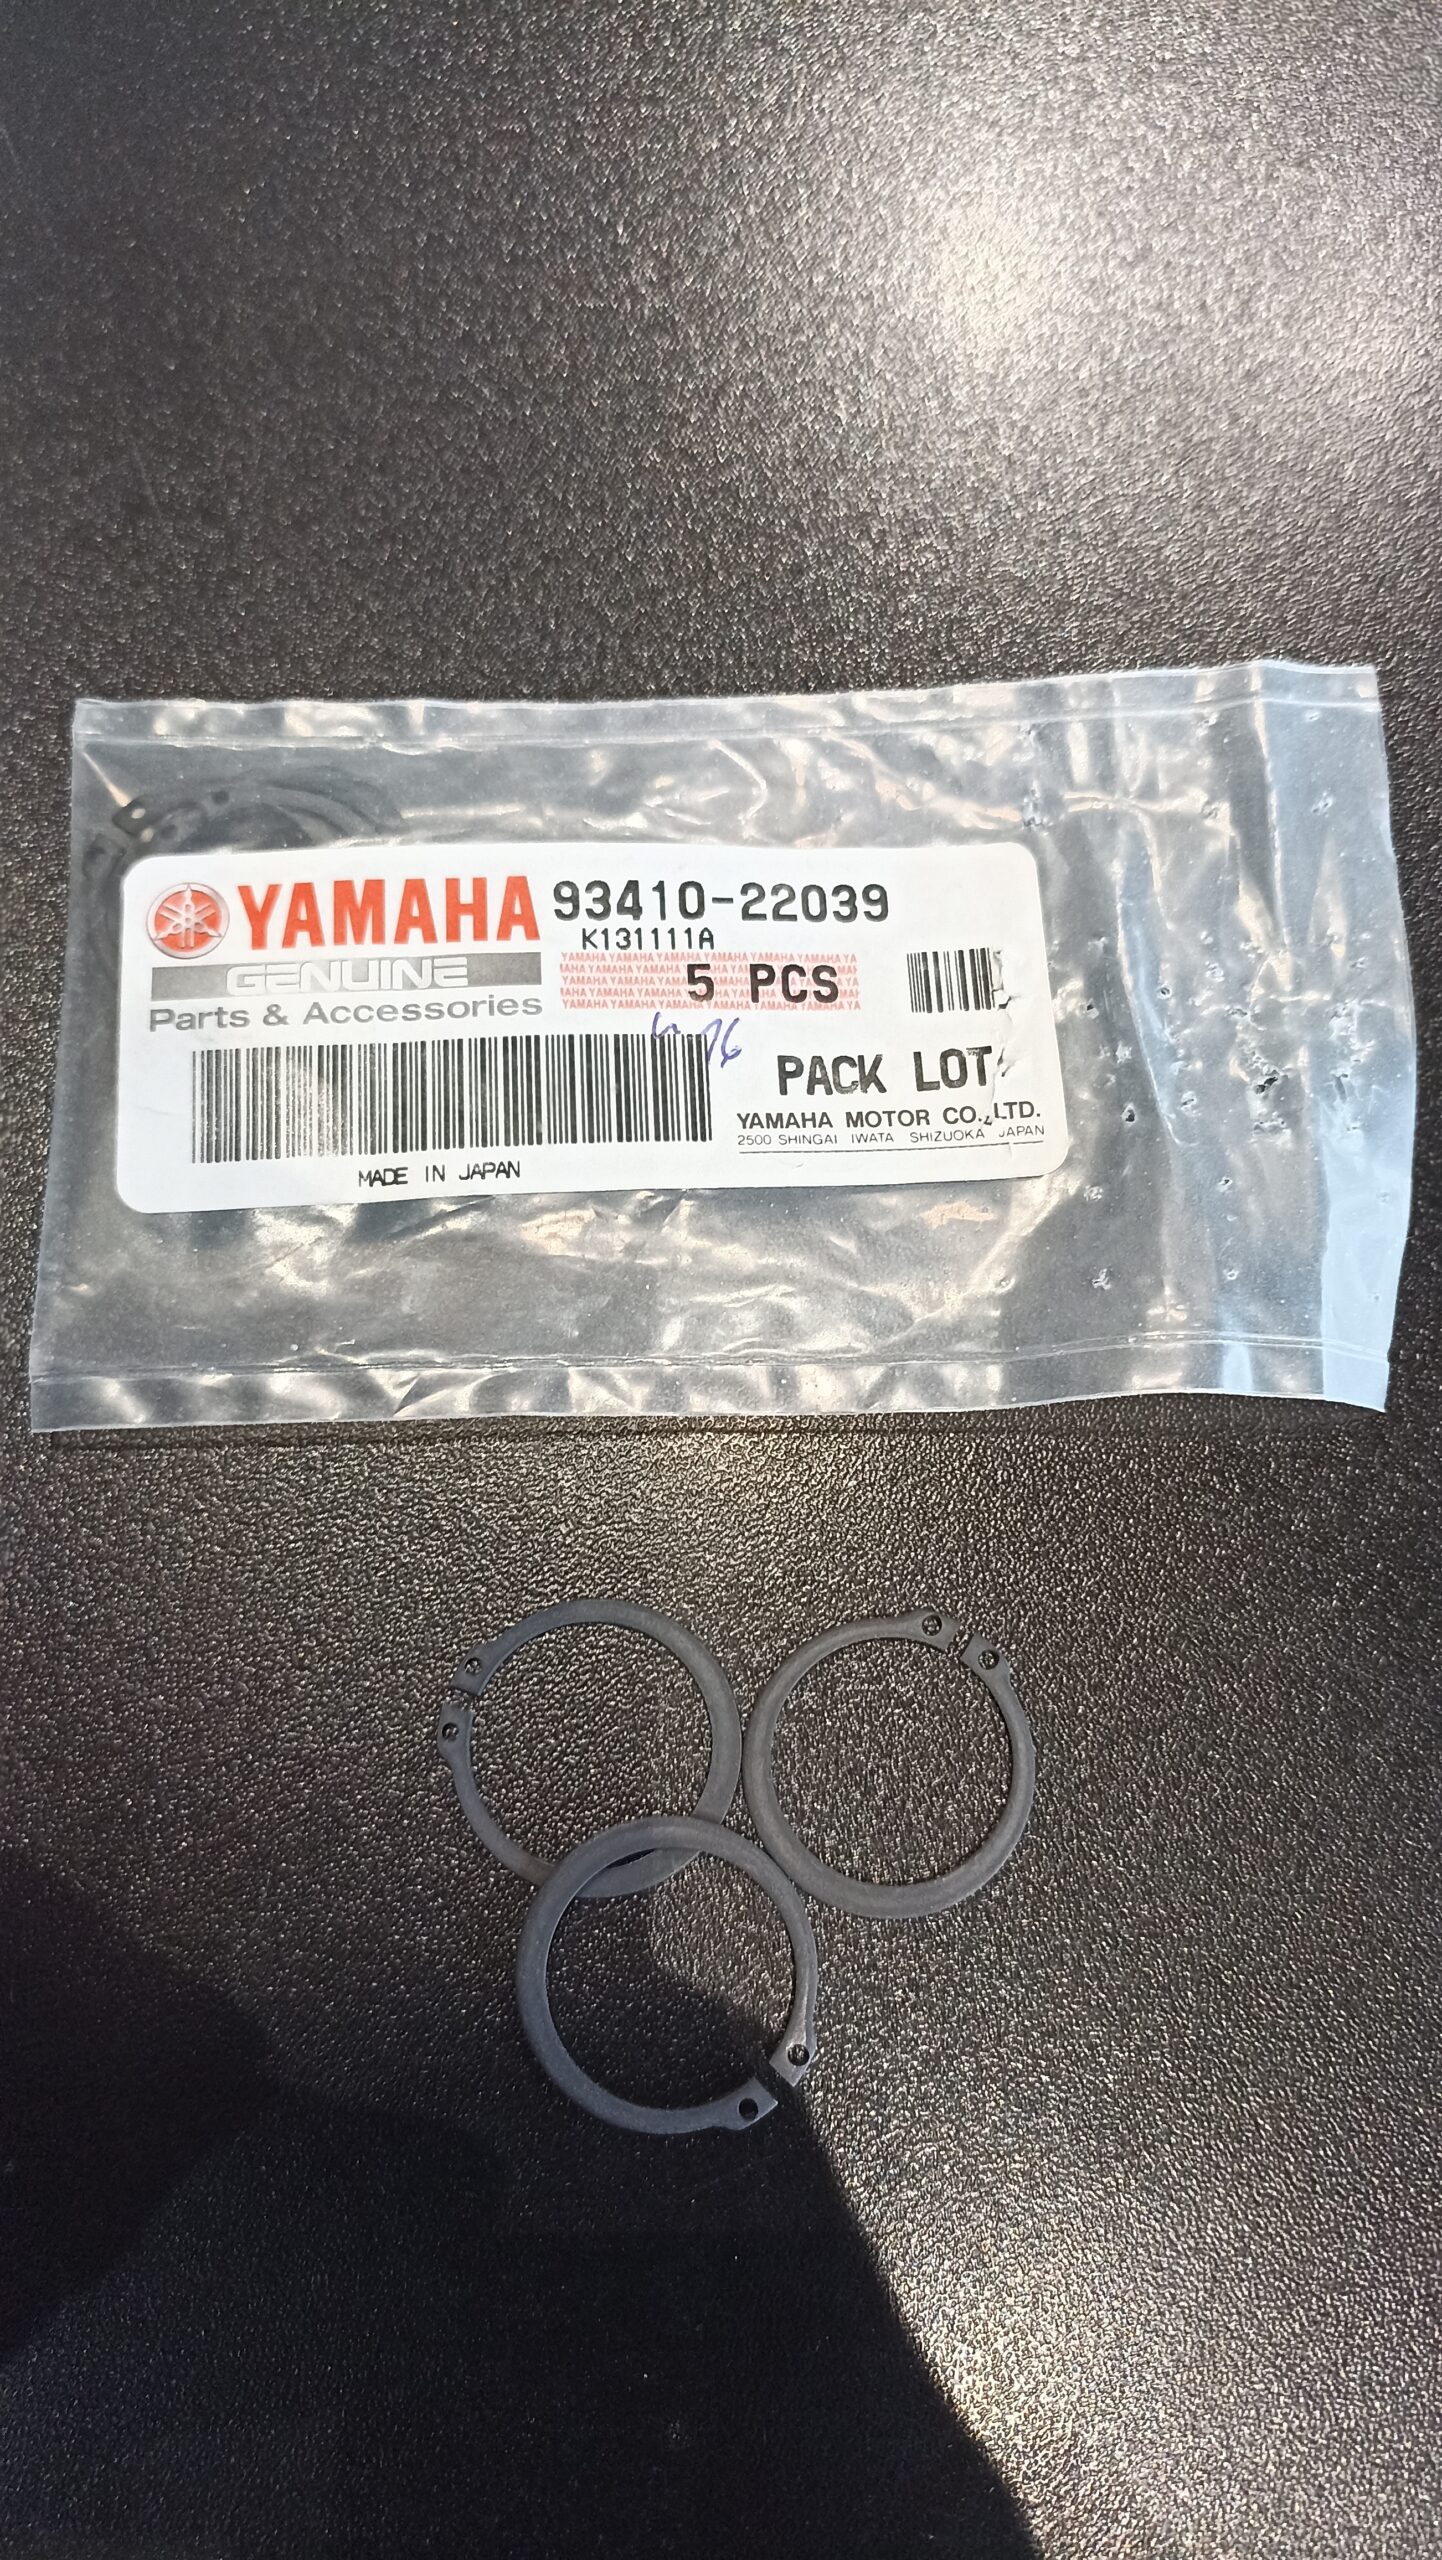 YAMAHA 93410-22039
K131111A
GENUINE
Parts & Accessories
5 PCS
PACK LOT
YAMAHA MOTOR CO.,LTD.
2500 SHINGAI IWATA SHIZUOKA JAPAN
MADE IN JAPAN